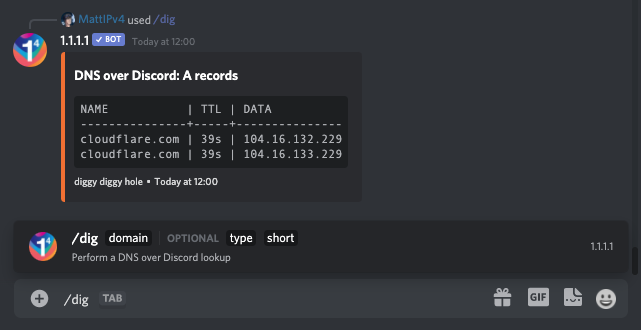 MattIPv4 used /dig
1.1.1.1 ✓ BOT Today at 12:00
DNS over Discord: A records
NAME | TTL | DATA
---------------+-----+---------------
cloudflare.com | 39s | 104.16.132.229
cloudflare.com | 39s | 104.16.133.229
diggy diggy hole • Today at 12:00
/dig domain OPTIONAL type short
1.1.1.1
Perform a DNS over Discord lookup
/dig TAB GIF